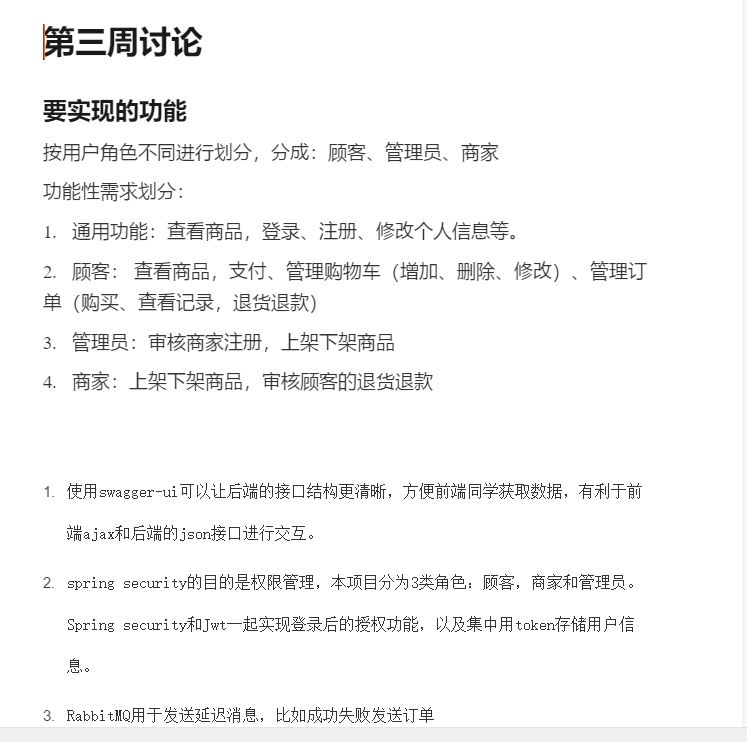 第三周讨论
要实现的功能
按用户角色不同进行划分，分成：顾客、管理员、商家
功能性需求划分：
1. 通用功能：查看商品，登录、注册、修改个人信息等。
2. 顾客： 查看商品，支付、管理购物车（增加、删除、修改）、管理订
单（购买、查看记录，退货退款）
3. 管理员：审核商家注册，上架下架商品
4. 商家：上架下架商品，审核顾客的退货退款
1. 使用swagger-ui可以让后端的接口结构更清晰，方便前端同学获取数据，有利于前
端ajax和后端的json接口进行交互。
2. spring security的目的是权限管理，本项目分为3类角色：顾客，商家和管理员。
Spring security和Jwt一起实现登录后的授权功能，以及集中用token存储用户信
息。
3. RabbitMQ用于发送延迟消息，比如成功失败发送订单